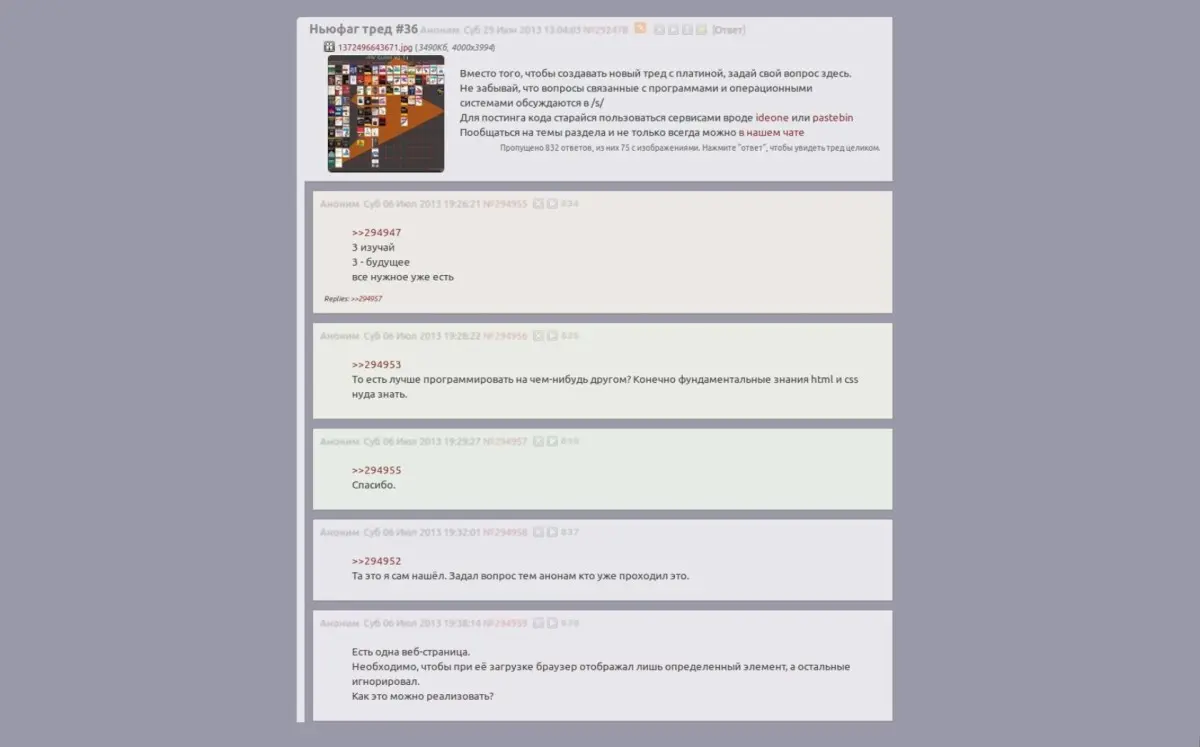 Ньюфаг тред #36 Аноним Суб 29 Июн 2013 13:04:03 №292478 [Ответ]
1372496643671.jpg (3490Кб, 4000x3994)
Вместо того, чтобы создавать новый тред с платиной, задай свой вопрос здесь.
Не забывай, что вопросы связанные с программами и операционными
системами обсуждаются в /s/
Для постинга кода старайся пользоваться сервисами вроде ideone или pastebin
Пообщаться на темы раздела и не только всегда можно в нашем чате
Пропущено 832 ответов, из них 75 с изображениями. Нажмите "ответ", чтобы увидеть тред целиком.
Аноним Суб 06 Июл 2013 19:26:21 №294955 #34
>>294947
3 изучай
3 - будущее
все нужное уже есть
Replies: >>294957
Аноним Суб 06 Июл 2013 19:28:22 №294956
>>294953
То есть лучше программировать на чем-нибудь другом? Конечно фундаментальные знания html и css
нуда знать.
Аноним Суб 06 Июл 2013 19:29:27 №294957
>>294955
Спасибо.
Аноним Суб 06 Июл 2013 19:32:01 №294958 #37
>>294952
Та это я сам нашёл. Задал вопрос тем анонам кто уже проходил это.
Аноним Суб 06 Июл 2013 19:38:14 №294959
Есть одна веб-страница.
Необходимо, чтобы при её загрузке браузер отображал лишь определенный элемент, а остальные
игнорировал.
Как это можно реализовать?